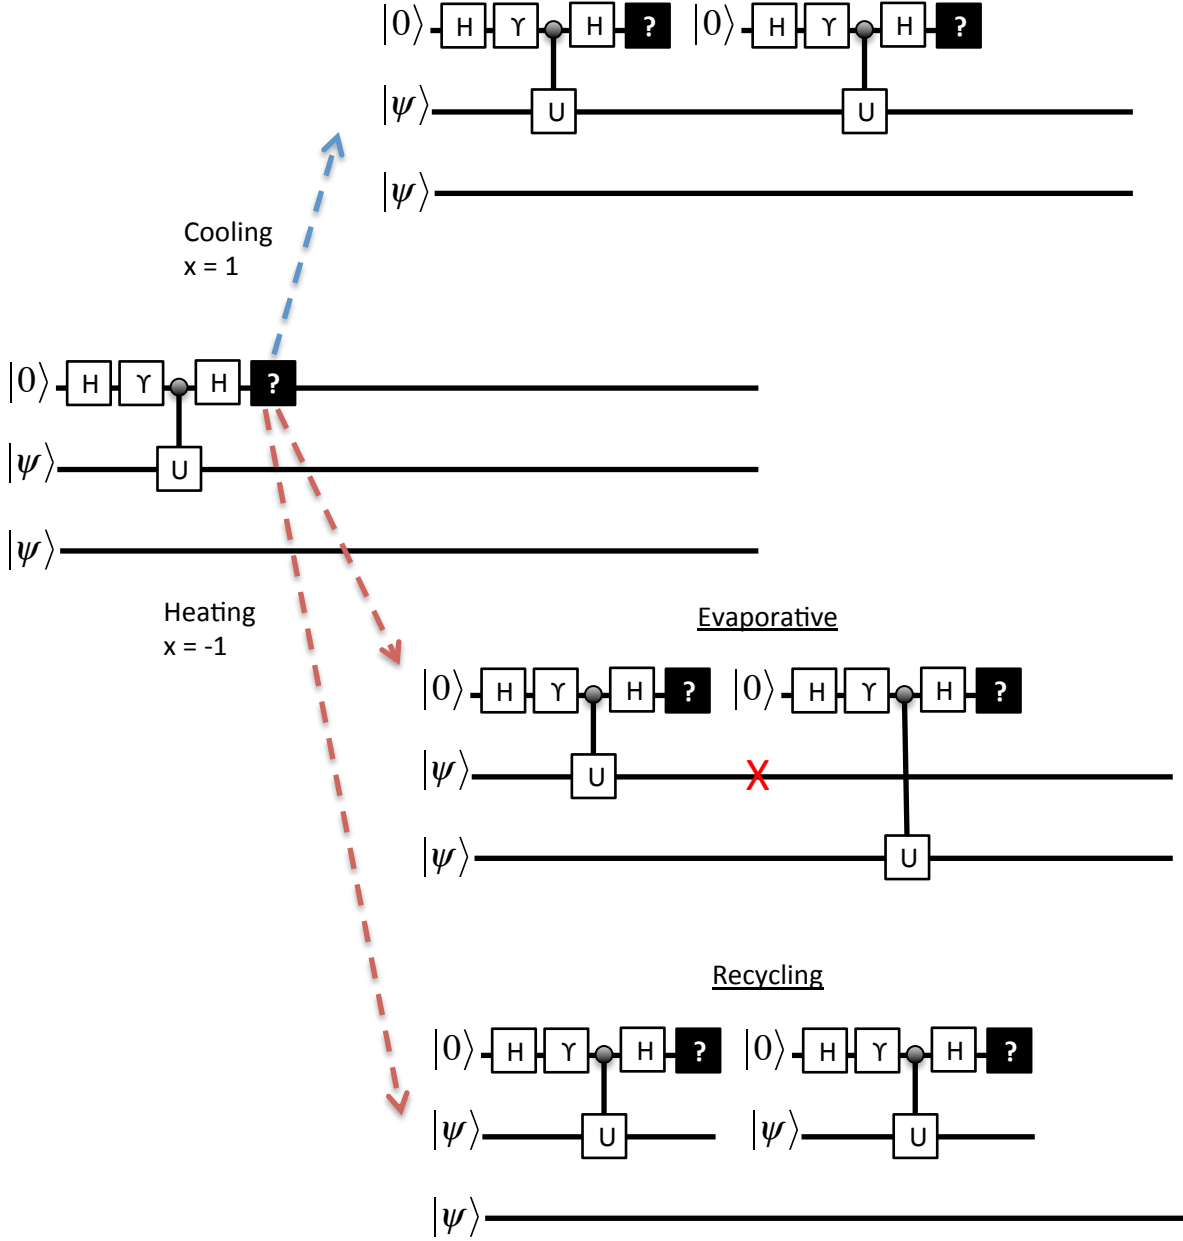 |0⟩ H ϒ H ? |0⟩ H ϒ H ?
|ψ⟩ U U
|ψ⟩
Cooling
x = 1
|0⟩ H ϒ H ?
|ψ⟩ U
|ψ⟩
Heating
x = -1
Evaporative
|0⟩ H ϒ H ? |0⟩ H ϒ H ?
|ψ⟩ U X
|ψ⟩ U
Recycling
|0⟩ H ϒ H ? |0⟩ H ϒ H ?
|ψ⟩ U |ψ⟩ U
|ψ⟩